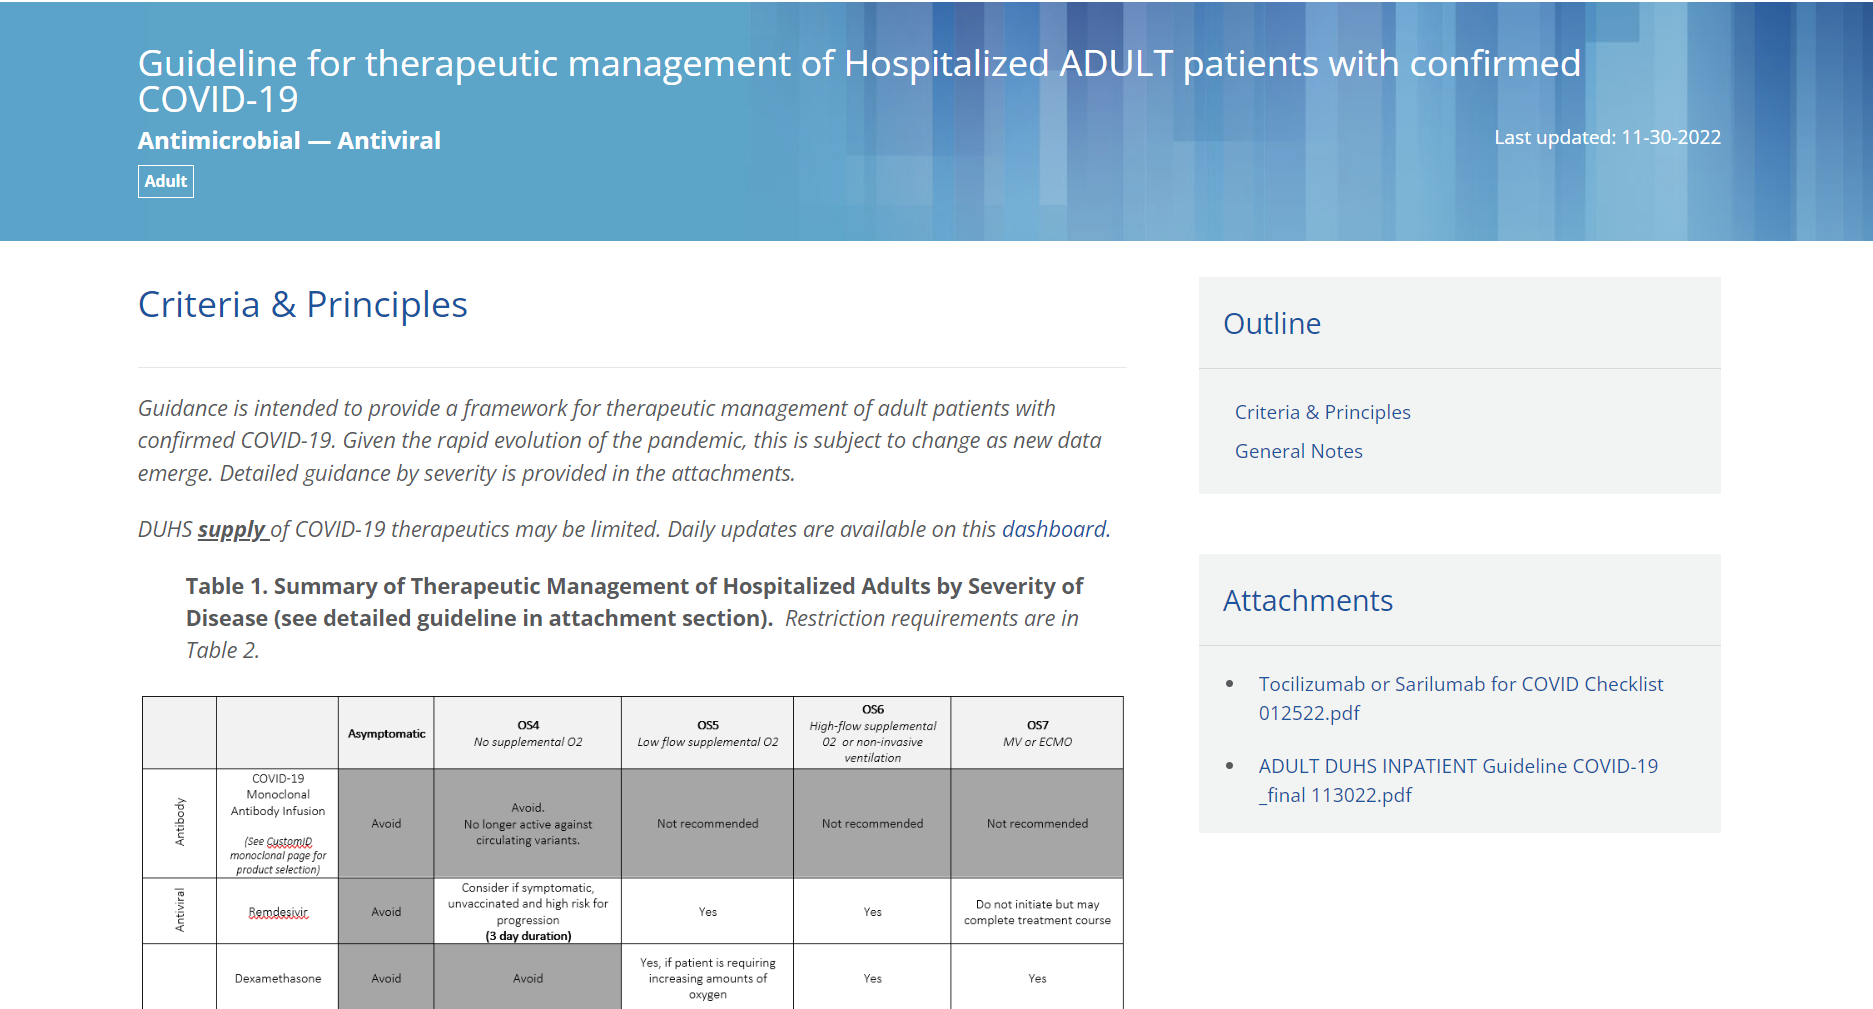 Guideline for therapeutic management of Hospitalized ADULT patients with confirmed
COVID-19
Antimicrobial — Antiviral
Last updated: 11-30-2022
Adult
Criteria & Principles
Guidance is intended to provide a framework for therapeutic management of adult patients with
confirmed COVID-19. Given the rapid evolution of the pandemic, this is subject to change as new data
emerge. Detailed guidance by severity is provided in the attachments.
DUHS supply of COVID-19 therapeutics may be limited. Daily updates are available on this dashboard.
Table 1. Summary of Therapeutic Management of Hospitalized Adults by Severity of
Disease (see detailed guideline in attachment section). Restriction requirements are in
Table 2.
Asymptomatic
OS4
No supplemental O2
OS5
Low flow supplemental O2
OS6
High-flow supplemental
02 or non-invasive
ventilation
OS7
MV or ECMO
Antibody
COVID-19
Monoclonal
Antibody Infusion
(See CustomID
monoclonal page for
product selection)
Avoid
Avoid.
No longer active against
circulating variants.
Not recommended
Not recommended
Not recommended
Antiviral
Remdesivir
Avoid
Consider if symptomatic,
unvaccinated and high risk for
progression
(3 day duration)
Yes
Yes
Do not initiate but may
complete treatment course
Dexamethasone
Avoid
Avoid
Yes, if patient is requiring
increasing amounts of
oxygen
Yes
Yes
Outline
Criteria & Principles
General Notes
Attachments
Tocilizumab or Sarilumab for COVID Checklist
012522.pdf
ADULT DUHS INPATIENT Guideline COVID-19
_final 113022.pdf